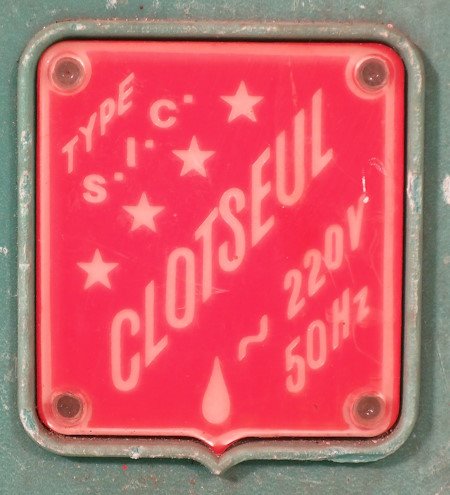 TYPE
S.I.C.
CLOTSEUL
~ 220V
50Hz